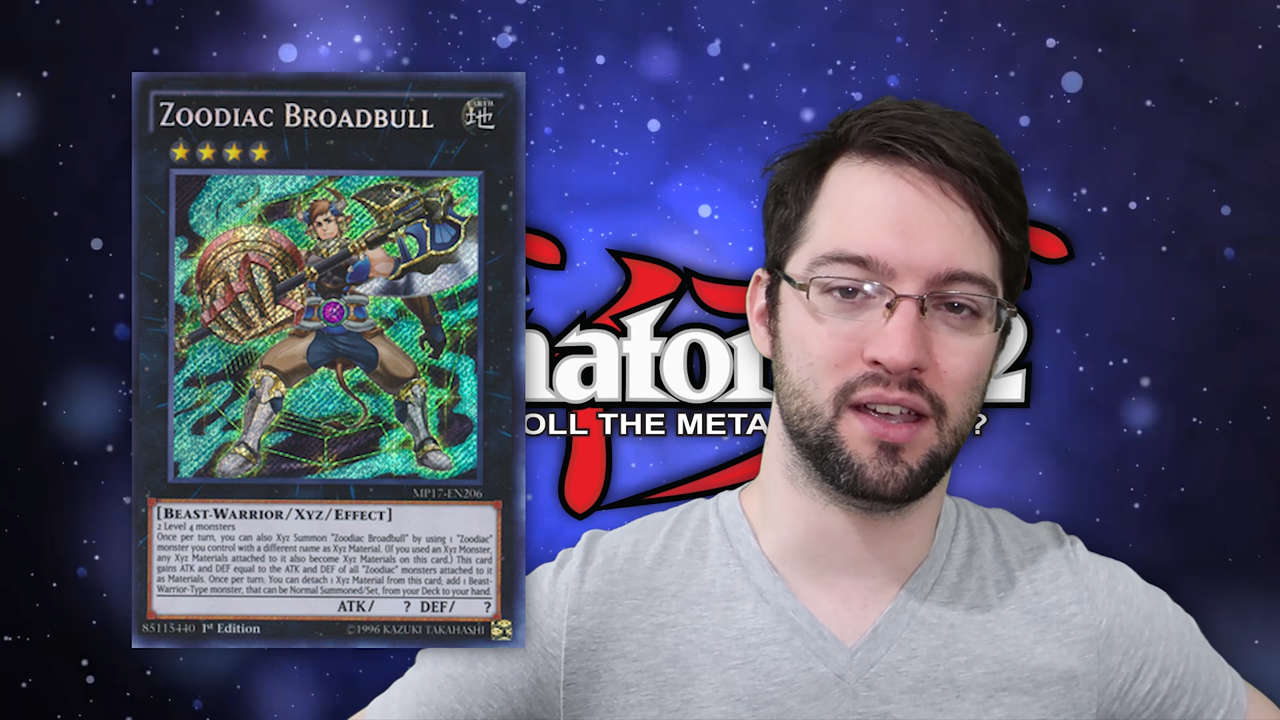 ZOODIAC BROADBULL
EARTH
地
[BEAST-WARRIOR/XYZ/EFFECT]
MP17-EN206
2 Level 4 monsters
Once per turn, you can also Xyz Summon "Zoodiac Broadbull" by using 1 "Zoodiac"
monster you control with a different name as Xyz Material. (If you used an Xyz Monster,
any Xyz Materials attached to it also become Xyz Materials on this card.) This card
gains ATK and DEF equal to the ATK and DEF of all "Zoodiac" monsters attached to it
as Materials. Once per turn: You can detach 1 Xyz Material from this card; add 1 Beast-
Warrior-Type monster, that can be Normal Summoned/Set, from your Deck to your hand.
ATK/ ? DEF/ ?
85115440 1st Edition ©1996 KAZUKI TAKAHASHI
OLL THE META ?